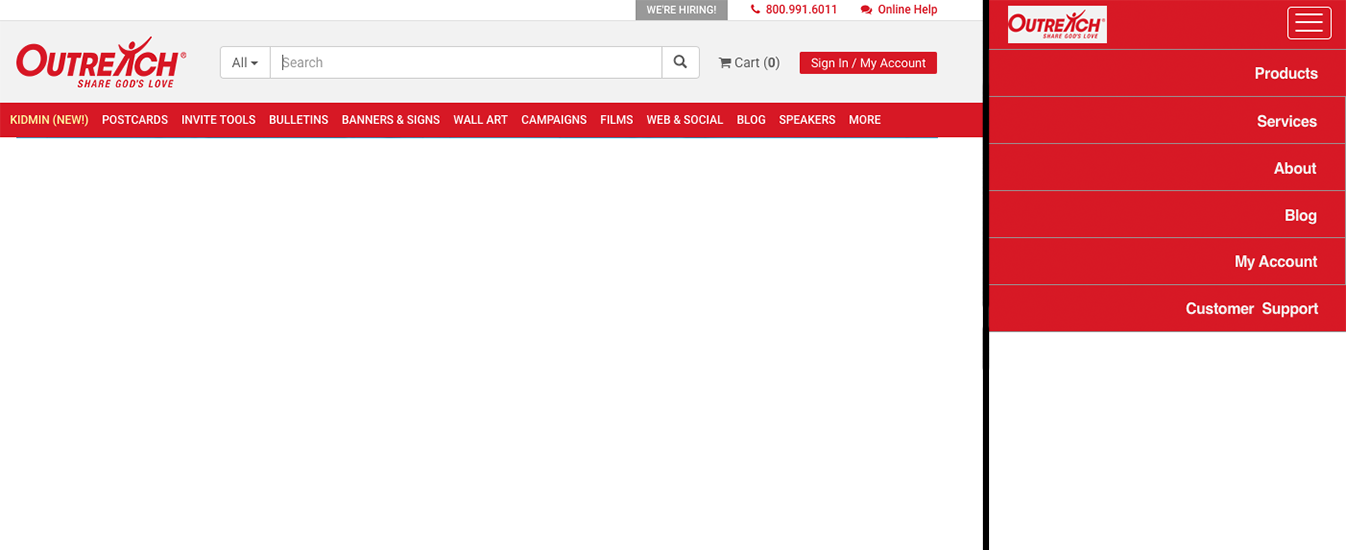 WE'RE HIRING! 800.991.6011 Online Help
OUTREACH®
SHARE GOD'S LOVE
All Search Cart (0) Sign In / My Account
KIDMIN (NEW!) POSTCARDS INVITE TOOLS BULLETINS BANNERS & SIGNS WALL ART CAMPAIGNS FILMS WEB & SOCIAL BLOG SPEAKERS MORE
OUTREACH®
SHARE GOD'S LOVE
Products
Services
About
Blog
My Account
Customer Support